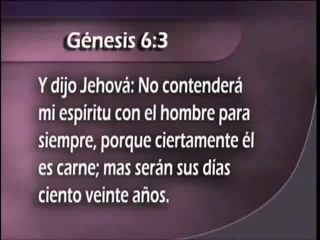 Génesis 6:3
Y dijo Jehová: No contenderá
mi espíritu con el hombre para
siempre, porque ciertamente él
es carne; mas serán sus días
ciento veinte años.